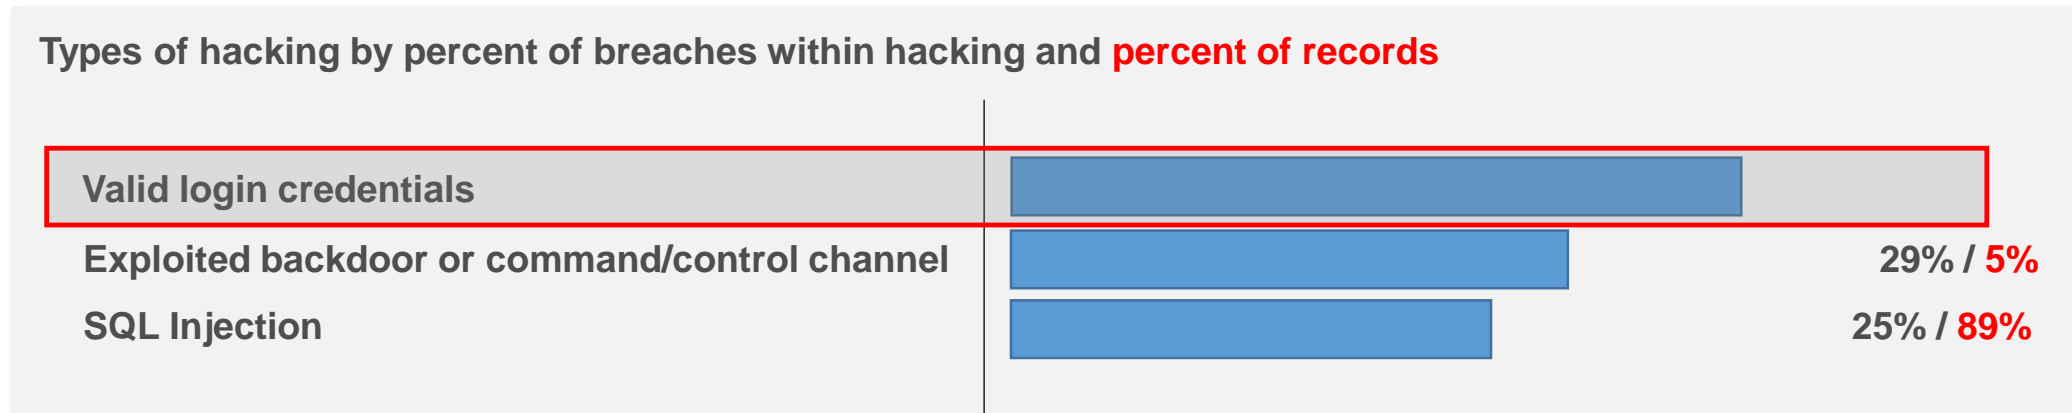 Types of hacking by percent of breaches within hacking and percent of records
Valid login credentials
Exploited backdoor or command/control channel 29% / 5%
SQL Injection 25% / 89%